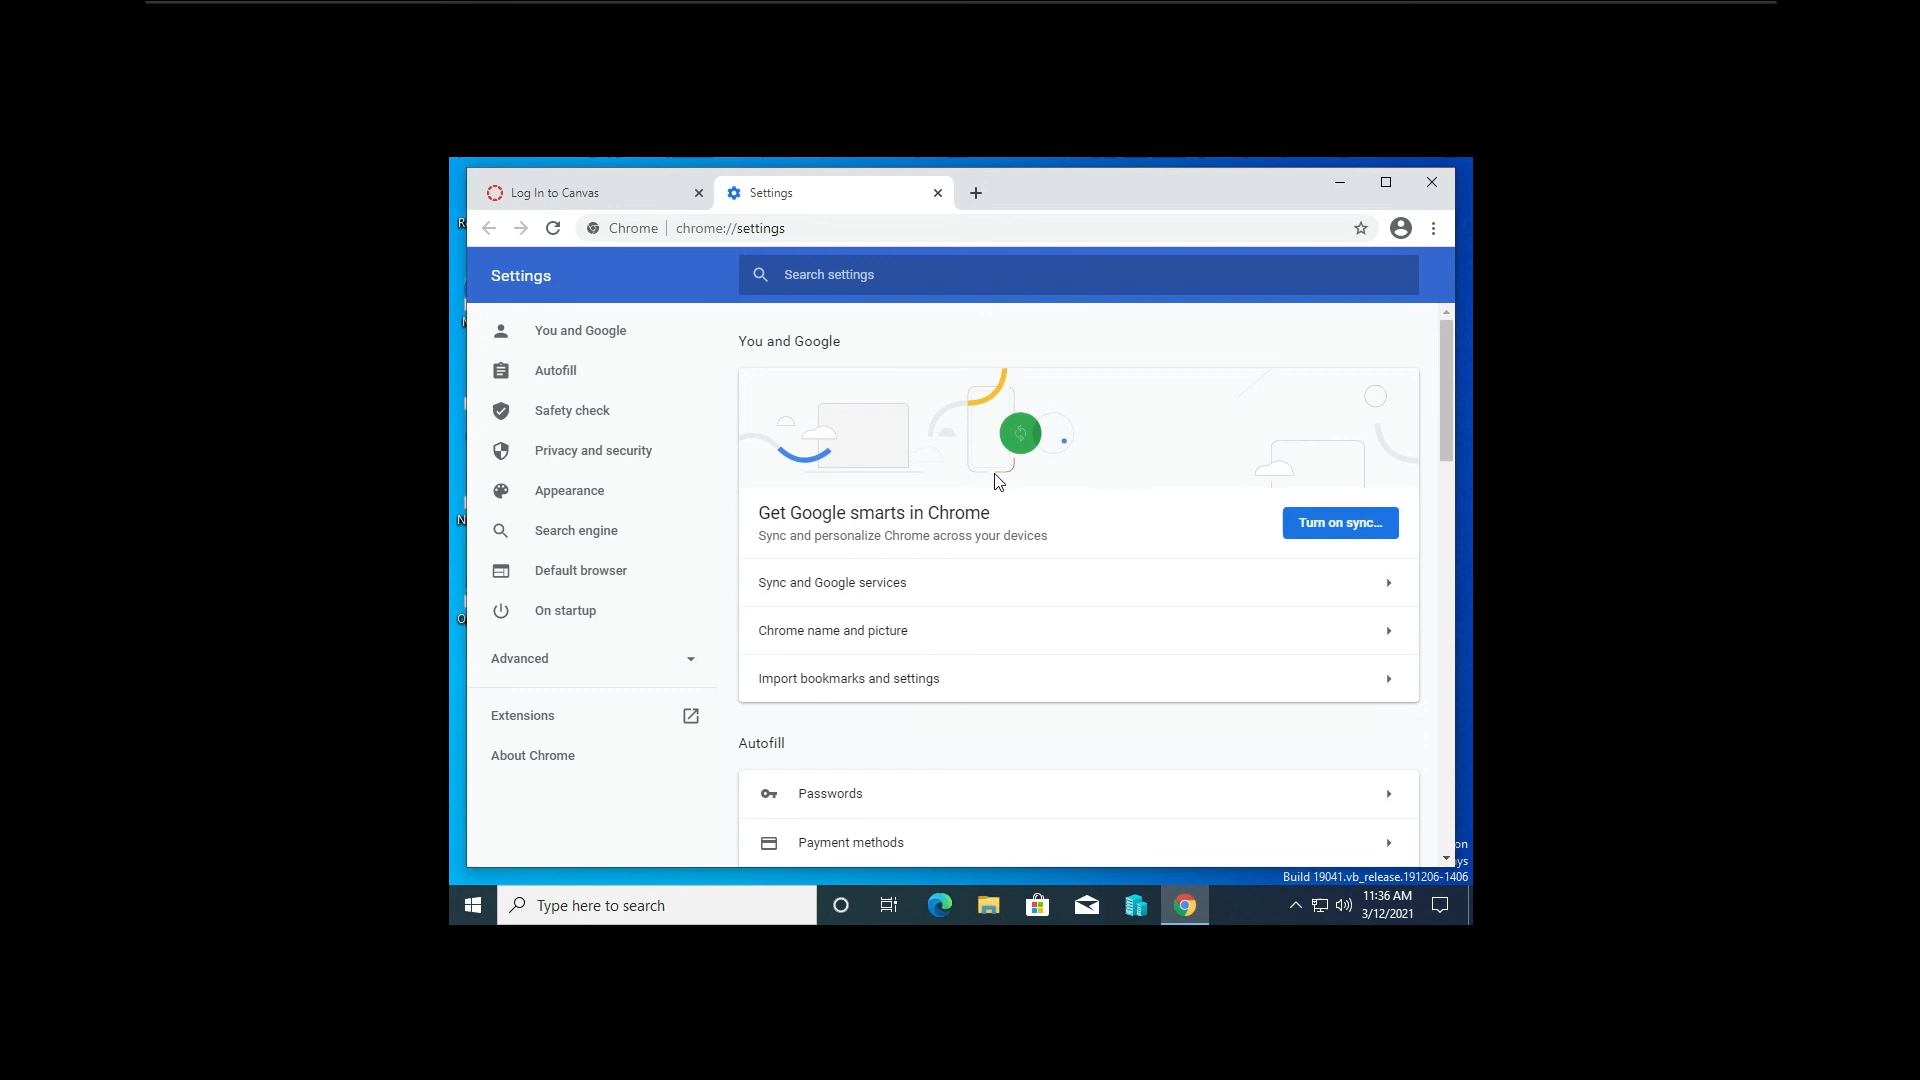 Log In to Canvas
Settings
Chrome
chrome://settings
Settings
Search settings
You and Google
Autofill
Safety check
Privacy and security
Appearance
Search engine
Default browser
On startup
Advanced
Extensions
About Chrome
You and Google
Get Google smarts in Chrome
Sync and personalize Chrome across your devices
Turn on sync...
Sync and Google services
Chrome name and picture
Import bookmarks and settings
Autofill
Passwords
Payment methods
Build 19041.vb_release.191206-1406
Type here to search
11:36 AM
3/12/2021